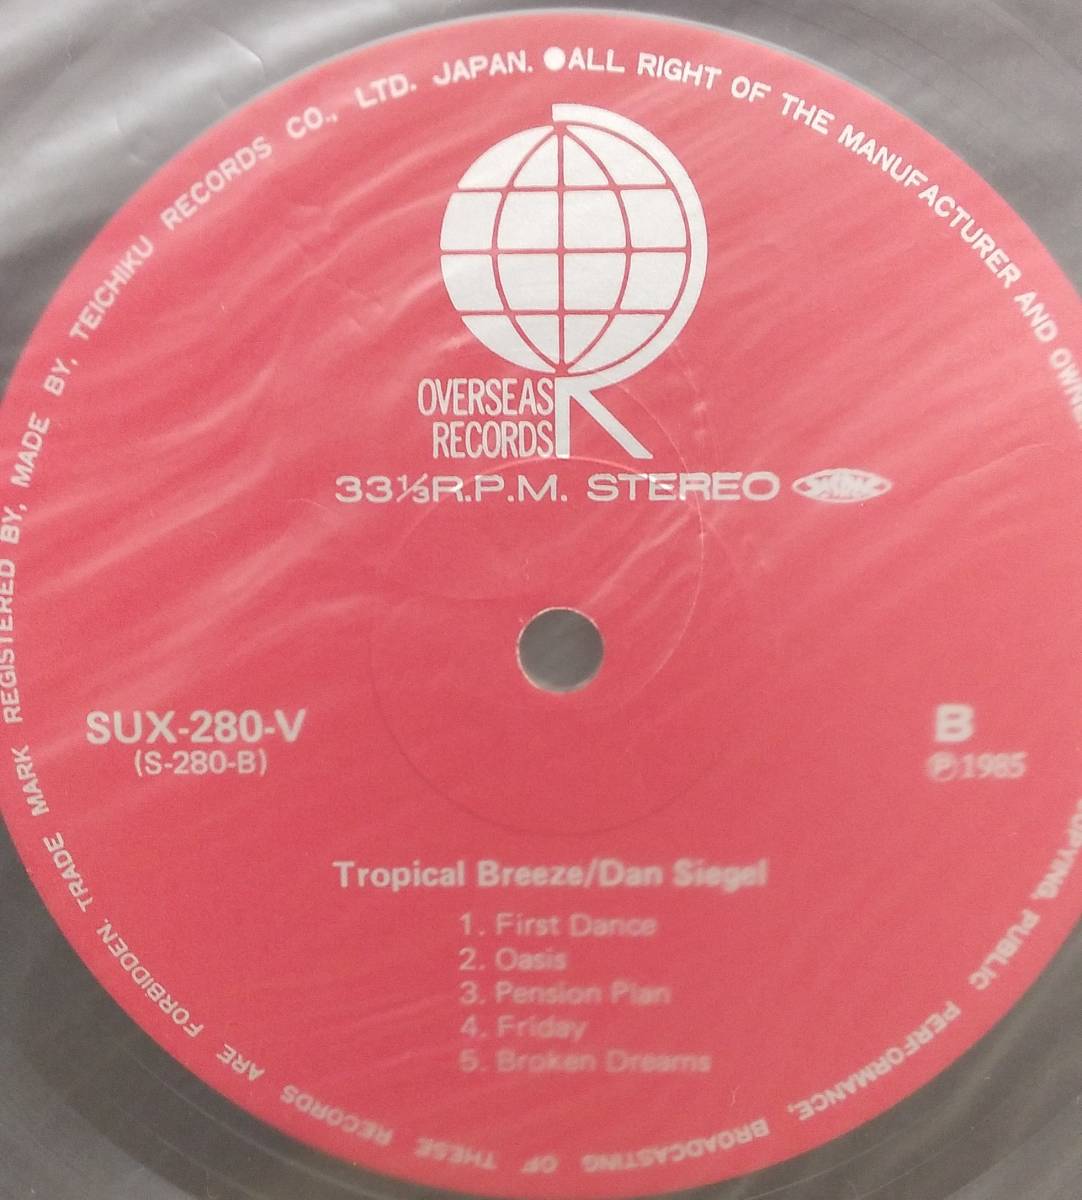 TRADE MARK REGISTERED BY, MADE BY, TEICHIKU RECORDS CO., LTD. JAPAN. ●ALL RIGHT OF THE MANUFACTURER AND
COPYING, PUBLIC PERFORMANCE, BROADCASTING OF THESE RECORDS ARE FORBIDDEN.
OVERSEAS
RECORDS
33⅓R.P.M. STEREO
SUX-280-V
(S-280-B)
B
℗1985
Tropical Breeze/Dan Siegel
1. First Dance
2. Oasis
3. Pension Plan
4. Friday
5. Broken Dreams